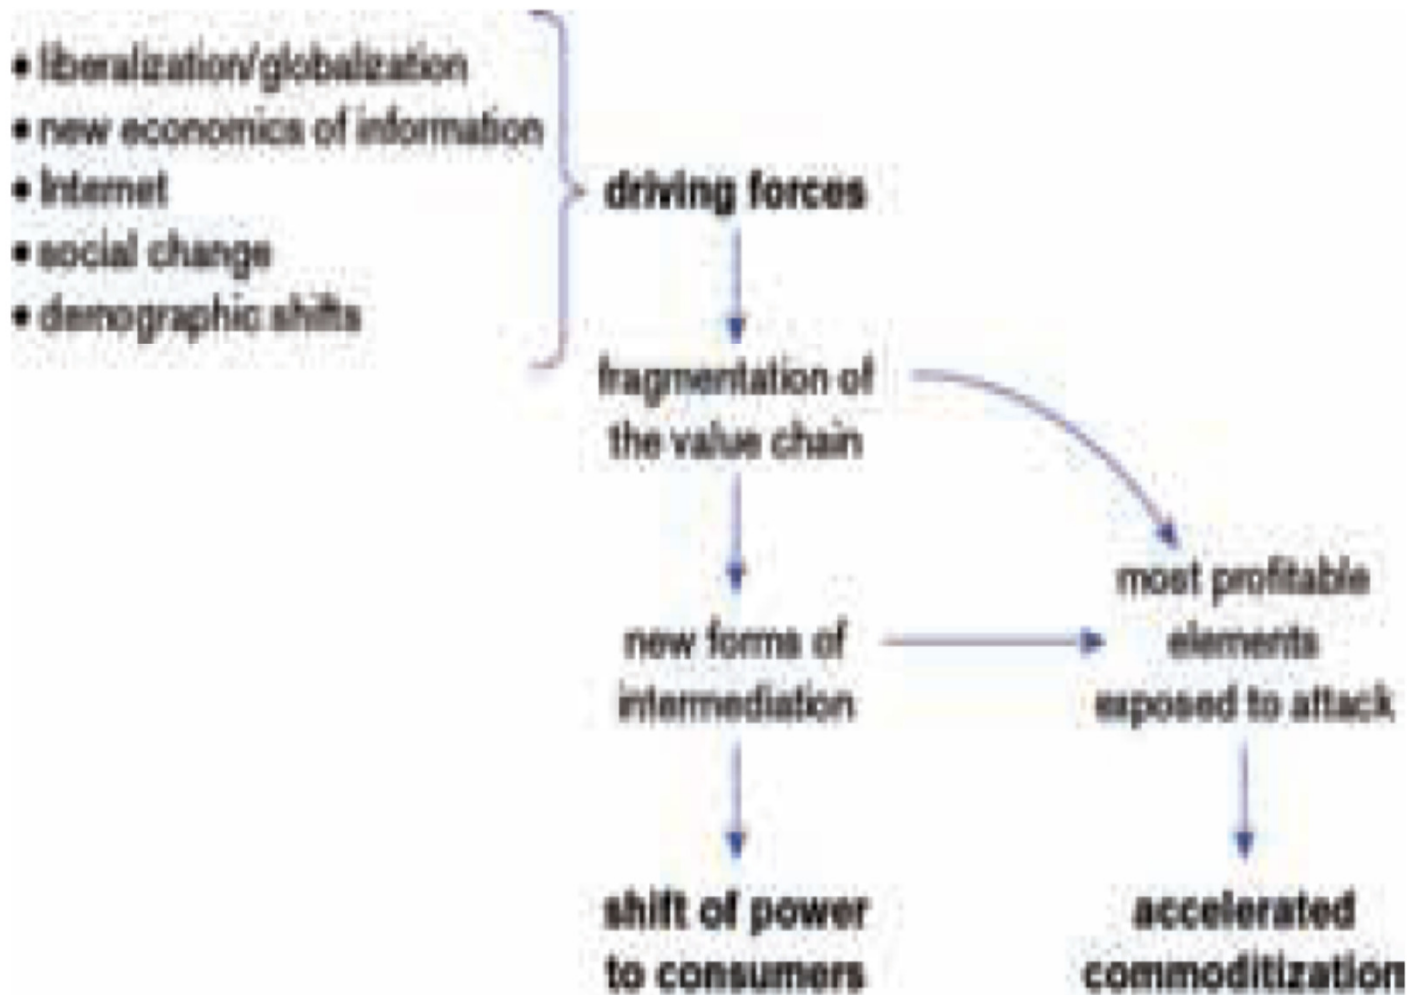 • liberalization/globalization
• new economics of information
• Internet
• social change
• demographic shifts
driving forces
fragmentation of
the value chain
new forms of
intermediation
most profitable
elements
exposed to attack
shift of power
to consumers
accelerated
commoditization